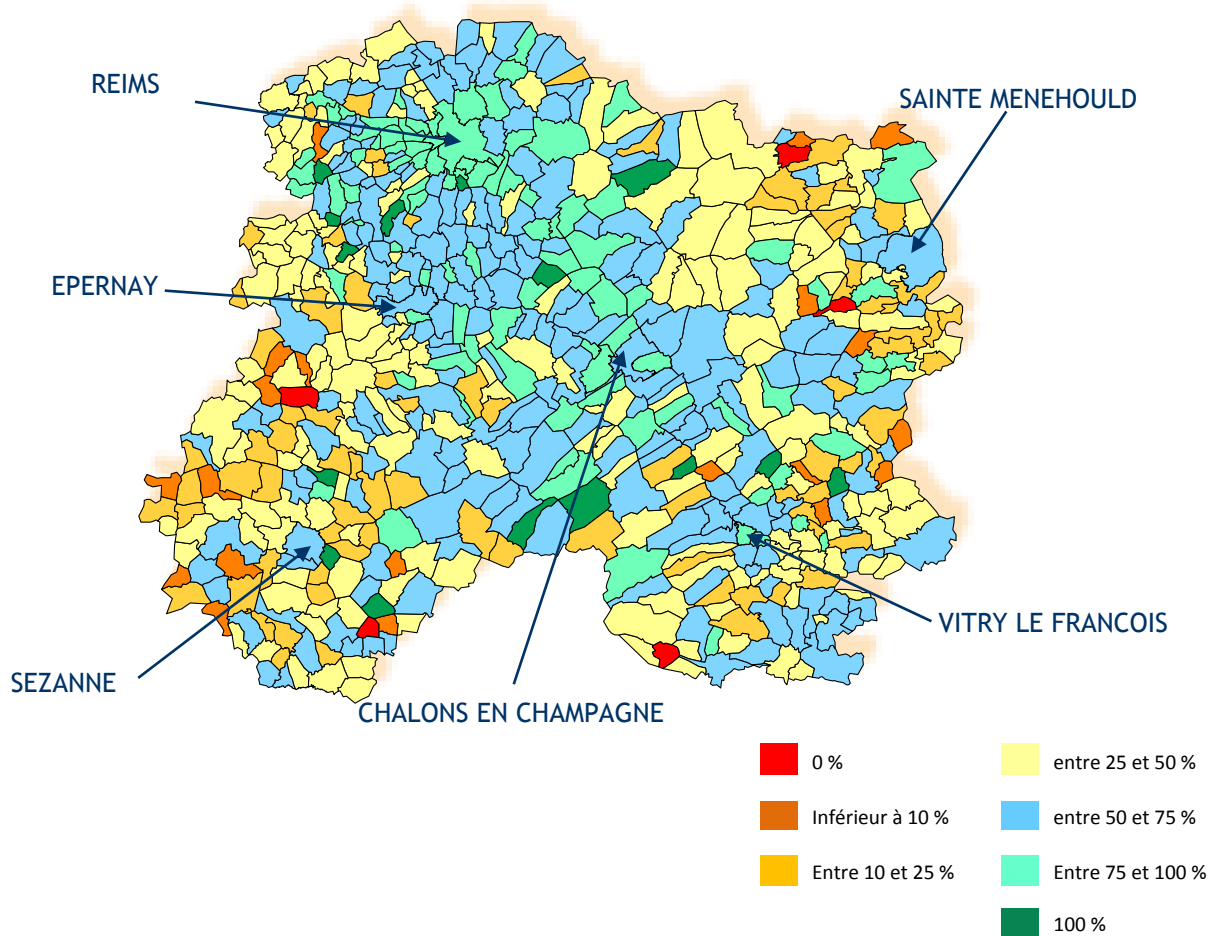 REIMS
SAINTE MENEHOULD
EPERNAY
VITRY LE FRANCOIS
SEZANNE
CHALONS EN CHAMPAGNE
0 %
entre 25 et 50 %
Inférieur à 10 %
entre 50 et 75 %
Entre 10 et 25 %
Entre 75 et 100 %
100 %